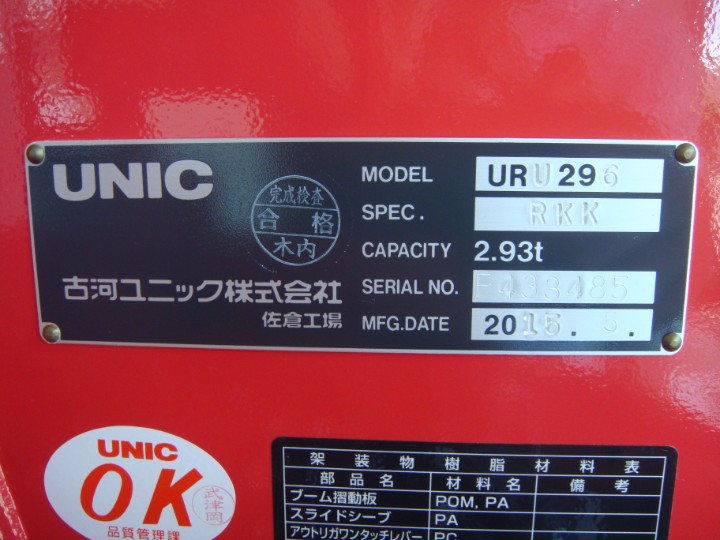 UNIC
完成検査
合格
木内
古河ユニック株式会社
佐倉工場
MODEL URU296
SPEC. RKK
CAPACITY 2.93t
SERIAL NO. F433485
MFG.DATE 2015. 5.
UNIC
OK
品質管理課
架装物樹脂材料表
部品名 材料名 備考
ブーム摺動板 POM, PA
スライドシーブ PA
アウトリガワンタッチレバー PC